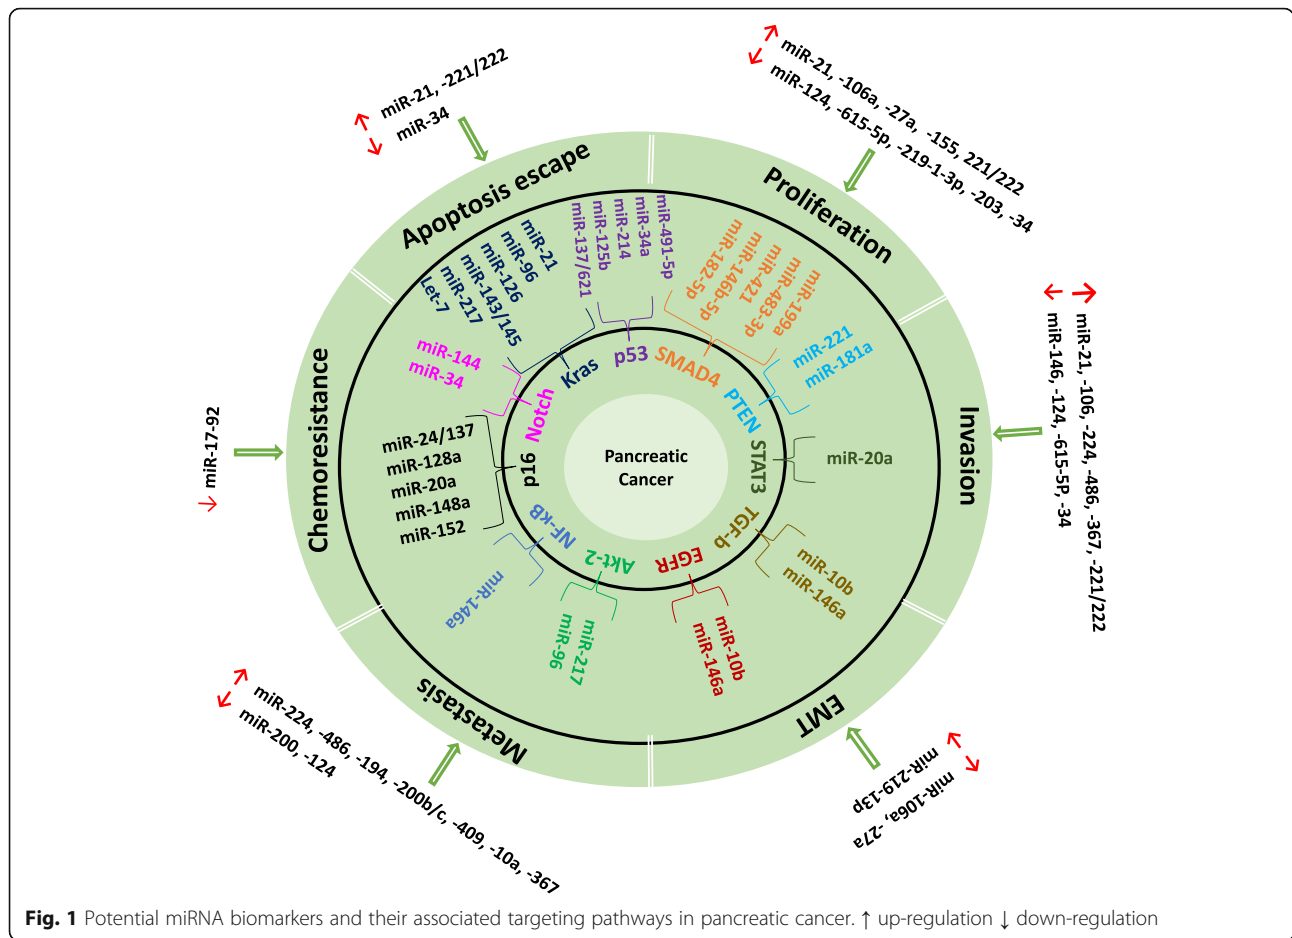 miR-21, -221/222
miR-34
miR-21, -106a, -27a, -155, 221/222
miR-124, -615-5p, -219-1-3p, -203, -34
miR-21, -106, -224, -486, -367, -221/222
miR-146, -124, -615-5P, -34
miR-219-13p
miR-106a, -27a
miR-224, -486, -194, -200b/c, -409, -10a, -367
miR-200, -124
miR-17-92
Apoptosis escape
Proliferation
Invasion
EMT
Metastasis
Chemoresistance
miR-137/621
miR-125b
miR-214
miR-34a
miR-491-5p
p53
miR-182-5p
miR-146b-5p
miR-421
miR-483-3p
miR-199a
SMAD4
miR-221
miR-181a
PTEN
miR-20a
STAT3
miR-10b
miR-146a
TGF-b
miR-10b
miR-146a
EGFR
miR-217
miR-96
Akt-2
miR-146a
NF-kB
miR-24/137
miR-128a
miR-20a
miR-148a
miR-152
p16
miR-144
miR-34
Notch
Let-7
miR-217
miR-143/145
miR-126
miR-96
miR-21
Kras
Pancreatic
Cancer
Fig. 1 Potential miRNA biomarkers and their associated targeting pathways in pancreatic cancer. ↑ up-regulation ↓ down-regulation